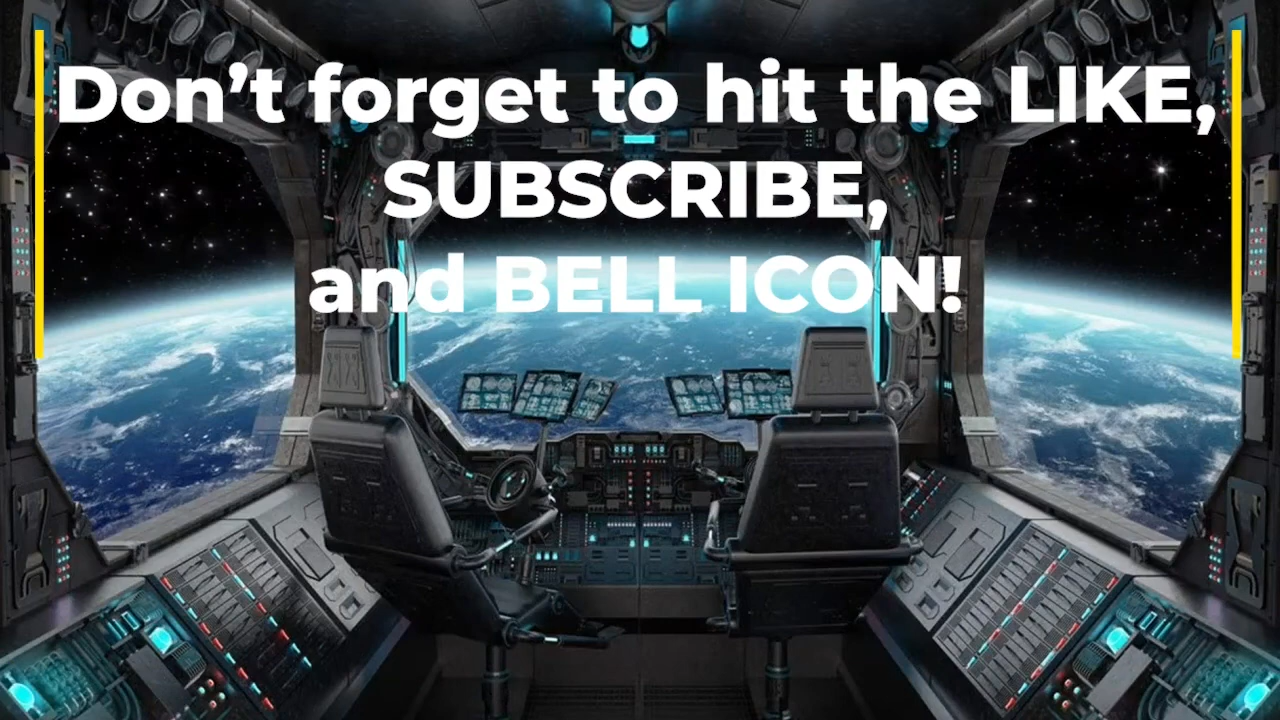 Don’t forget to hit the LIKE,
SUBSCRIBE,
and BELL ICON!